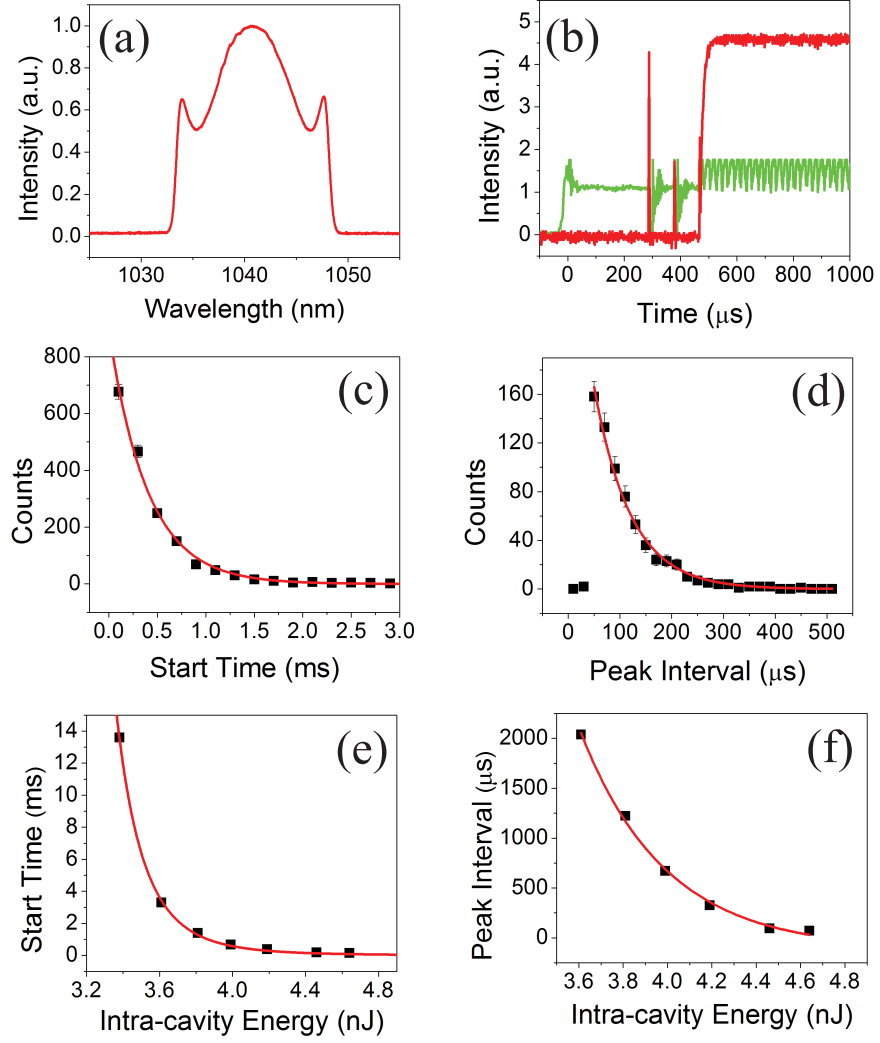 (a)
Intensity (a.u.)
1.0
0.8
0.6
0.4
0.2
0.0
1030 1040 1050
Wavelength (nm)
(b)
Intensity (a.u.)
5
4
3
2
1
0
0 200 400 600 800 1000
Time (μs)
(c)
Counts
800
600
400
200
0
0.0 0.5 1.0 1.5 2.0 2.5 3.0
Start Time (ms)
(d)
Counts
160
120
80
40
0
0 100 200 300 400 500
Peak Interval (μs)
(e)
Start Time (ms)
14
12
10
8
6
4
2
0
3.2 3.6 4.0 4.4 4.8
Intra-cavity Energy (nJ)
(f)
Peak Interval (μs)
2000
1500
1000
500
0
3.6 3.8 4.0 4.2 4.4 4.6 4.8
Intra-cavity Energy (nJ)